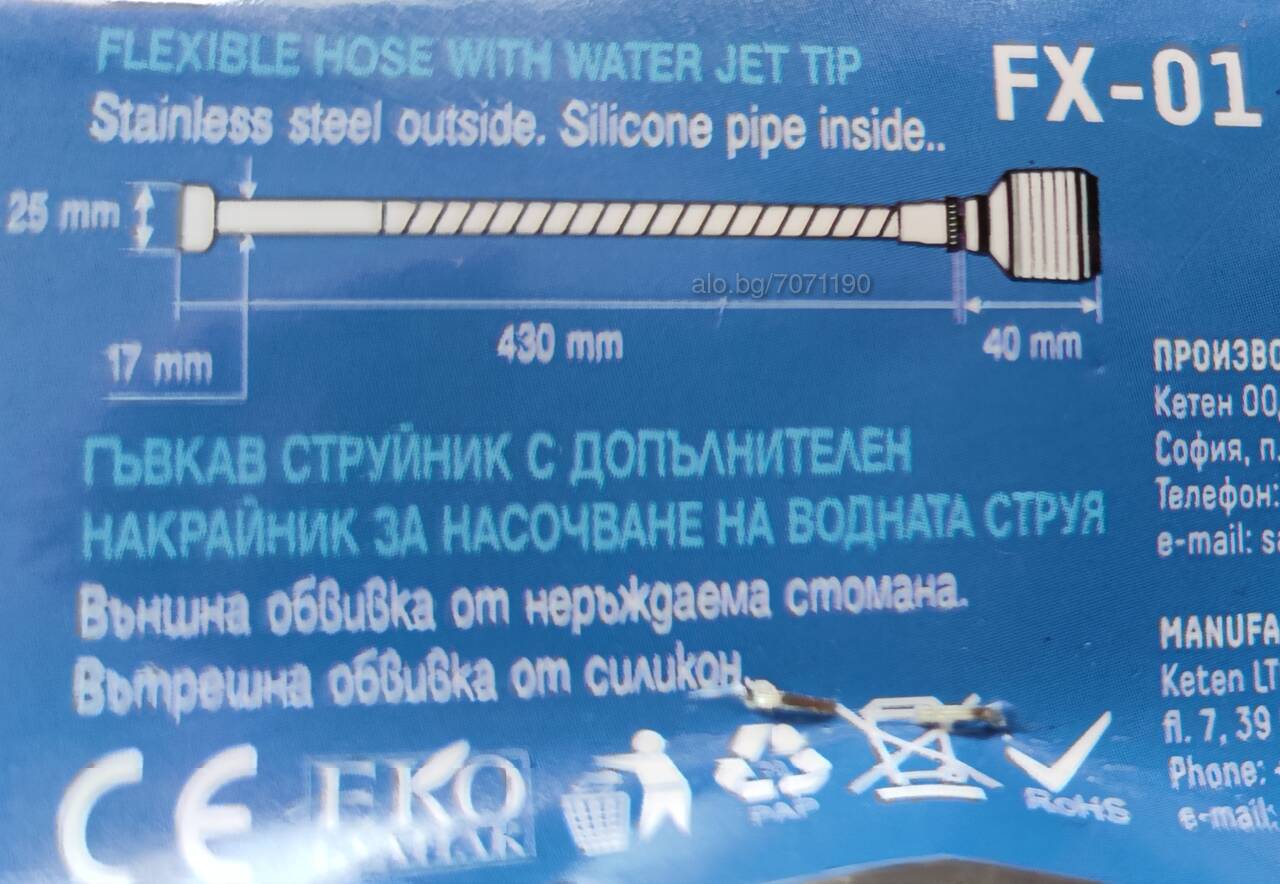 FLEXIBLE HOSE WITH WATER JET TIP
FX-01
Stainless steel outside. Silicone pipe inside..
25 mm
alo.bg/7071190
430 mm
40 mm
17 mm
ГЪВКАВ СТРУЙНИК С ДОПЪЛНИТЕЛЕН
НАКРАЙНИК ЗА НАСОЧВАНЕ НА ВОДНАТА СТРУЯ
Външна обвивка от неръждаема стомана.
Вътрешна обвивка от силикон.
CE
ЕКО
ПАК
PAP
RoHS
ПРОИЗВО
Кетен ОО
София, п.
Телефон:
e-mail: sa
MANUFA
Keten LT
fl. 7, 39
Phone:
e-mail: